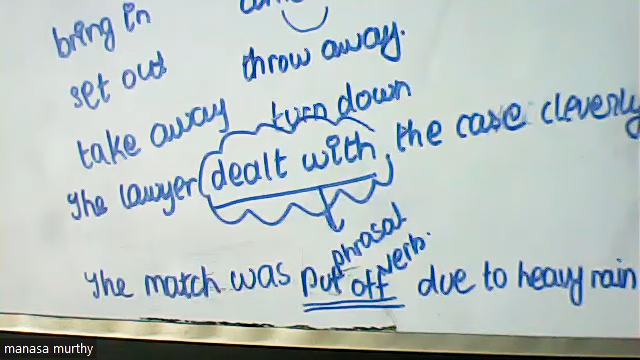 bring in
set out throw away.
take away turn down
The lawyer dealt with the case cleverly
phrasal
verb.
The match was put off due to heavy rain
manasa murthy